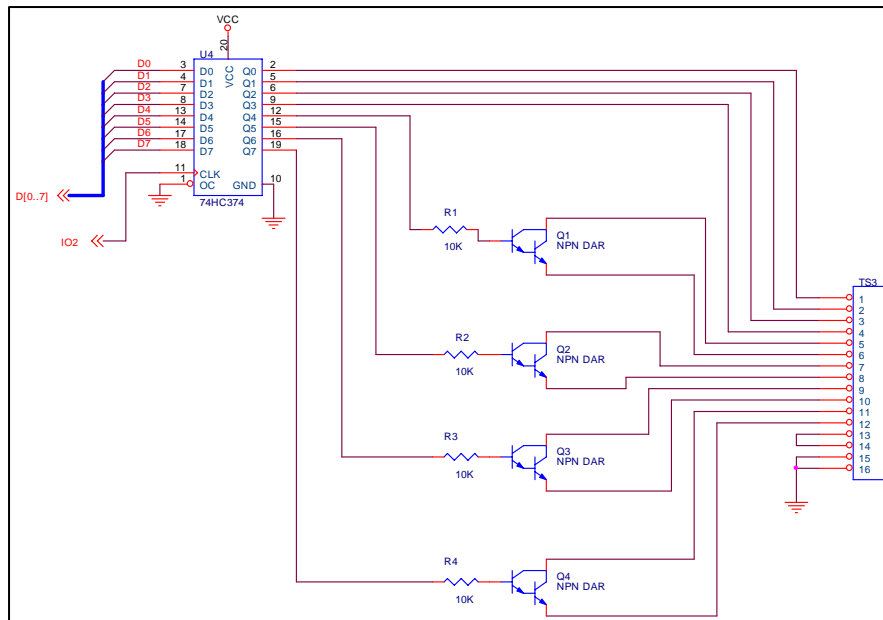 VCC
U4
20
D0 3 D0 VCC Q0 2
D1 4 D1 Q1 5
D2 7 D2 Q2 6
D3 8 D3 Q3 9
D4 13 D4 Q4 12
D5 14 D5 Q5 15
D6 17 D6 Q6 16
D7 18 D7 Q7 19
11 CLK
1 OC GND 10
D[0..7]
74HC374
IO2
R1
10K
Q1
NPN DAR
TS3
1
2
3
4
5
6
7
8
9
10
11
12
13
14
15
16
R2
10K
Q2
NPN DAR
R3
10K
Q3
NPN DAR
R4
10K
Q4
NPN DAR